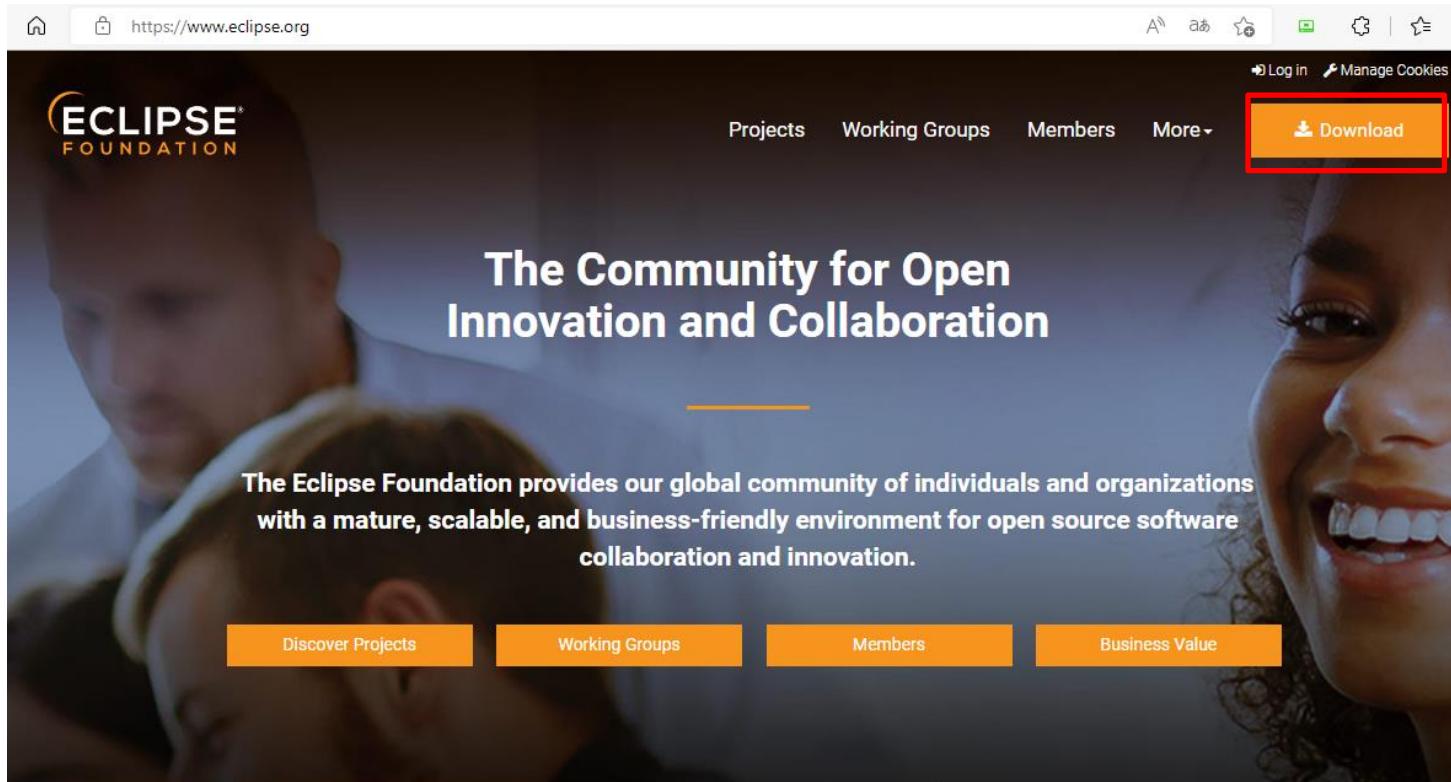 https://www.eclipse.org
Log in Manage Cookies
ECLIPSE®
FOUNDATION
Projects Working Groups Members More Download
The Community for Open
Innovation and Collaboration
The Eclipse Foundation provides our global community of individuals and organizations
with a mature, scalable, and business-friendly environment for open source software
collaboration and innovation.
Discover Projects Working Groups Members Business Value